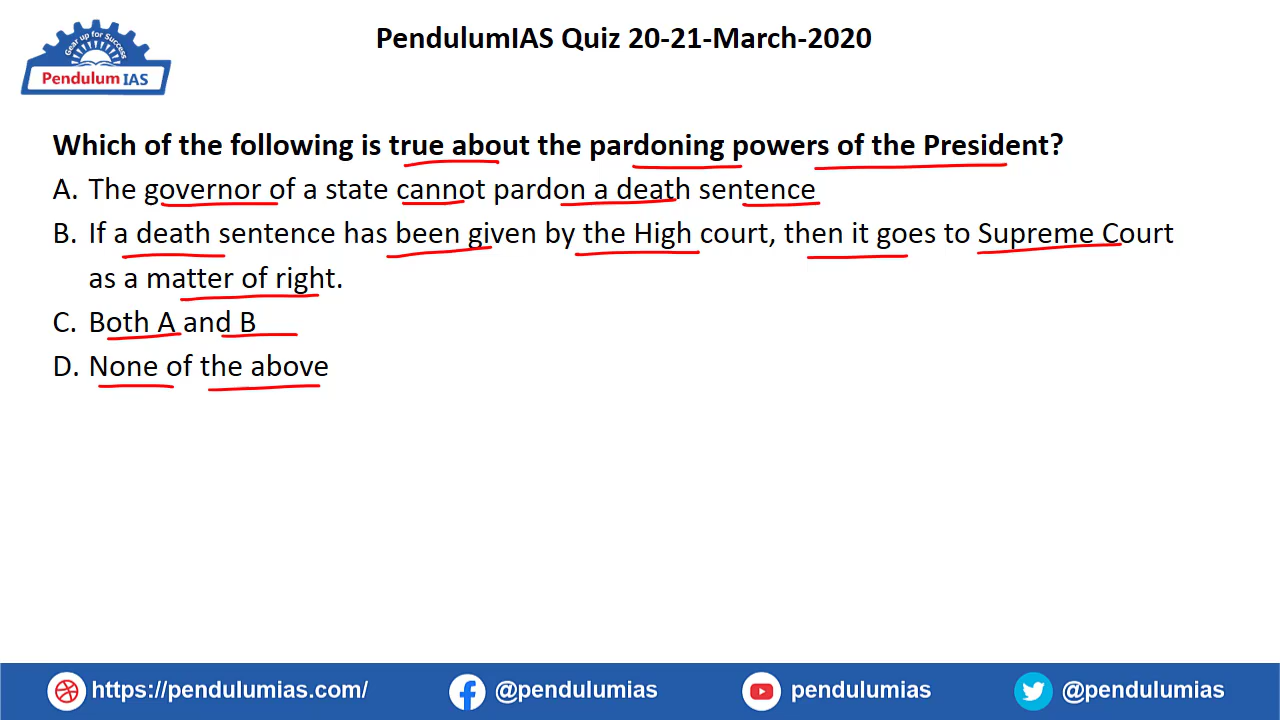 PendulumIAS Quiz 20-21-March-2020
Gear up for Success
Pendulum IAS
Which of the following is true about the pardoning powers of the President?
A. The governor of a state cannot pardon a death sentence
B. If a death sentence has been given by the High court, then it goes to Supreme Court
as a matter of right.
C. Both A and B
D. None of the above
https://pendulumias.com/
@pendulumias
pendulumias
@pendulumias